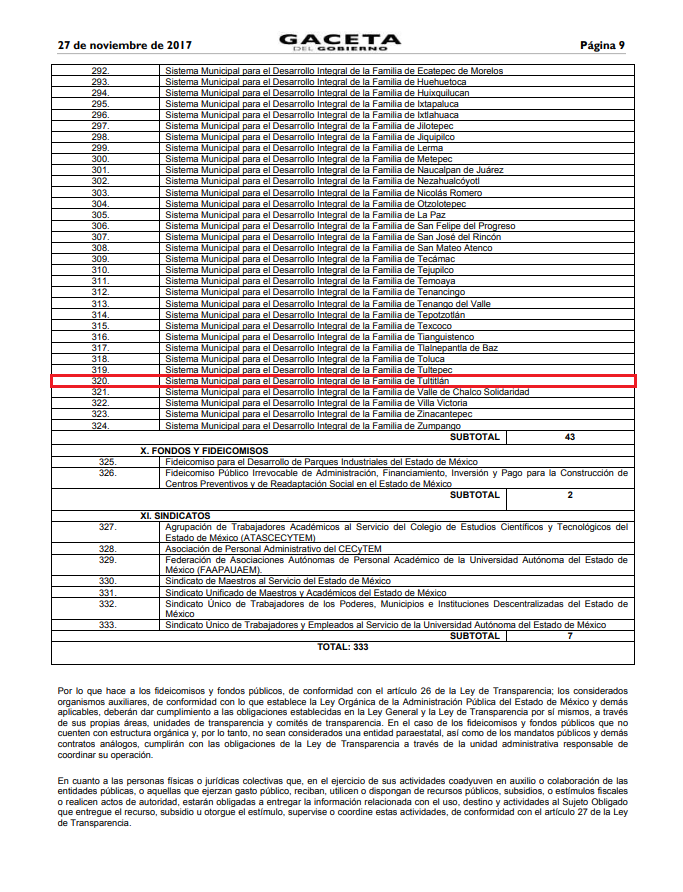 27 de noviembre de 2017
GACETA
DEL GOBIERNO
Página 9
292. Sistema Municipal para el Desarrollo Integral de la Familia de Ecatepec de Morelos
293. Sistema Municipal para el Desarrollo Integral de la Familia de Huehuetoca
294. Sistema Municipal para el Desarrollo Integral de la Familia de Huixquilucan
295. Sistema Municipal para el Desarrollo Integral de la Familia de Ixtapaluca
296. Sistema Municipal para el Desarrollo Integral de la Familia de Ixtlahuaca
297. Sistema Municipal para el Desarrollo Integral de la Familia de Jilotepec
298. Sistema Municipal para el Desarrollo Integral de la Familia de Jiquipilco
299. Sistema Municipal para el Desarrollo Integral de la Familia de Lerma
300. Sistema Municipal para el Desarrollo Integral de la Familia de Metepec
301. Sistema Municipal para el Desarrollo Integral de la Familia de Naucalpan de Juárez
302. Sistema Municipal para el Desarrollo Integral de la Familia de Nezahualcóyotl
303. Sistema Municipal para el Desarrollo Integral de la Familia de Nicolás Romero
304. Sistema Municipal para el Desarrollo Integral de la Familia de Otzolotepec
305. Sistema Municipal para el Desarrollo Integral de la Familia de La Paz
306. Sistema Municipal para el Desarrollo Integral de la Familia de San Felipe del Progreso
307. Sistema Municipal para el Desarrollo Integral de la Familia de San José del Rincón
308. Sistema Municipal para el Desarrollo Integral de la Familia de San Mateo Atenco
309. Sistema Municipal para el Desarrollo Integral de la Familia de Tecámac
310. Sistema Municipal para el Desarrollo Integral de la Familia de Tejupilco
311. Sistema Municipal para el Desarrollo Integral de la Familia de Temoaya
312. Sistema Municipal para el Desarrollo Integral de la Familia de Tenancingo
313. Sistema Municipal para el Desarrollo Integral de la Familia de Tenango del Valle
314. Sistema Municipal para el Desarrollo Integral de la Familia de Tepotzotlán
315. Sistema Municipal para el Desarrollo Integral de la Familia de Texcoco
316. Sistema Municipal para el Desarrollo Integral de la Familia de Tianguistenco
317. Sistema Municipal para el Desarrollo Integral de la Familia de Tlalnepantla de Baz
318. Sistema Municipal para el Desarrollo Integral de la Familia de Toluca
319. Sistema Municipal para el Desarrollo Integral de la Familia de Tultepec
320. Sistema Municipal para el Desarrollo Integral de la Familia de Tultitlán
321. Sistema Municipal para el Desarrollo Integral de la Familia de Valle de Chalco Solidaridad
322. Sistema Municipal para el Desarrollo Integral de la Familia de Villa Victoria
323. Sistema Municipal para el Desarrollo Integral de la Familia de Zinacantepec
324. Sistema Municipal para el Desarrollo Integral de la Familia de Zumpango
SUBTOTAL 43
X. FONDOS Y FIDEICOMISOS
325. Fideicomiso para el Desarrollo de Parques Industriales del Estado de México
326. Fideicomiso Público Irrevocable de Administración, Financiamiento, Inversión y Pago para la Construcción de
Centros Preventivos y de Readaptación Social en el Estado de México
SUBTOTAL 2
XI. SINDICATOS
327. Agrupación de Trabajadores Académicos al Servicio del Colegio de Estudios Científicos y Tecnológicos del
Estado de México (ATASCECYTEM)
328. Asociación de Personal Administrativo del CECyTEM
329. Federación de Asociaciones Autónomas de Personal Académico de la Universidad Autónoma del Estado de
México (FAAPAUAEM).
330. Sindicato de Maestros al Servicio del Estado de México
331. Sindicato Unificado de Maestros y Académicos del Estado de México
332. Sindicato Único de Trabajadores de los Poderes, Municipios e Instituciones Descentralizadas del Estado de
México
333. Sindicato Único de Trabajadores y Empleados al Servicio de la Universidad Autónoma del Estado de México
SUBTOTAL 7
TOTAL: 333
Por lo que hace a los fideicomisos y fondos públicos, de conformidad con el artículo 26 de la Ley de Transparencia; los considerados
organismos auxiliares, de conformidad con lo que establece la Ley Orgánica de la Administración Pública del Estado de México y demás
aplicables, deberán dar cumplimiento a las obligaciones establecidas en la Ley General y la Ley de Transparencia por sí mismos, a través
de sus propias áreas, unidades de transparencia y comités de transparencia. En el caso de los fideicomisos y fondos públicos que no
cuenten con estructura orgánica y, por lo tanto, no sean considerados una entidad paraestatal, así como de los mandatos públicos y demás
contratos análogos, cumplirán con las obligaciones de la Ley de Transparencia a través de la unidad administrativa responsable de
coordinar su operación.
En cuanto a las personas físicas o jurídicas colectivas que, en el ejercicio de sus actividades coadyuven en auxilio o colaboración de las
entidades públicas, o aquellas que ejerzan gasto público, reciban, utilicen o dispongan de recursos públicos, subsidios, o estímulos fiscales
o realicen actos de autoridad, estarán obligadas a entregar la información relacionada con el uso, destino y actividades al Sujeto Obligado
que entregue el recurso, subsidio u otorgue el estímulo, supervise o coordine estas actividades, de conformidad con el artículo 27 de la Ley
de Transparencia.